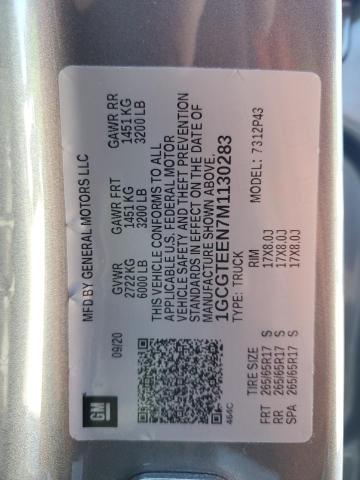 GM
MFD BY GENERAL MOTORS LLC
09/20
GVWR GAWR FRT GAWR RR
2722 KG 1451 KG 1451 KG
6000 LB 3200 LB 3200 LB
THIS VEHICLE CONFORMS TO ALL
APPLICABLE U.S. FEDERAL MOTOR
VEHICLE SAFETY AND THEFT PREVENTION
STANDARDS IN EFFECT ON THE DATE OF
MANUFACTURE SHOWN ABOVE.
1GCGTEEN7M1130283
TYPE: TRUCK MODEL: 7312P43
464C
TIRE SIZE RIM
FRT 265/65R17 S 17X8.0J
RR 265/65R17 S 17X8.0J
SPA 265/65R17 S 17X8.0J